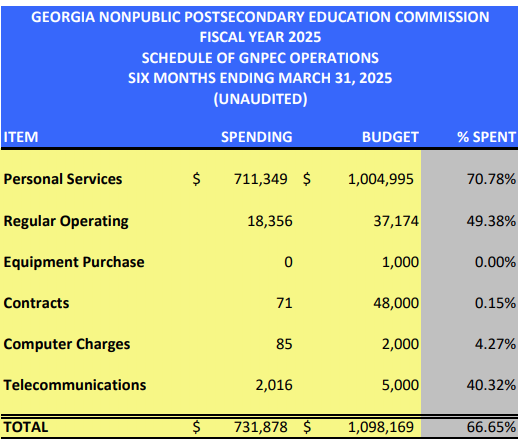 GEORGIA NONPUBLIC POSTSECONDARY EDUCATION COMMISSION
FISCAL YEAR 2025
SCHEDULE OF GNPEC OPERATIONS
SIX MONTHS ENDING MARCH 31, 2025
(UNAUDITED)
ITEM SPENDING BUDGET % SPENT
Personal Services $ 711,349 $ 1,004,995 70.78%
Regular Operating 18,356 37,174 49.38%
Equipment Purchase 0 1,000 0.00%
Contracts 71 48,000 0.15%
Computer Charges 85 2,000 4.27%
Telecommunications 2,016 5,000 40.32%
TOTAL $ 731,878 $ 1,098,169 66.65%